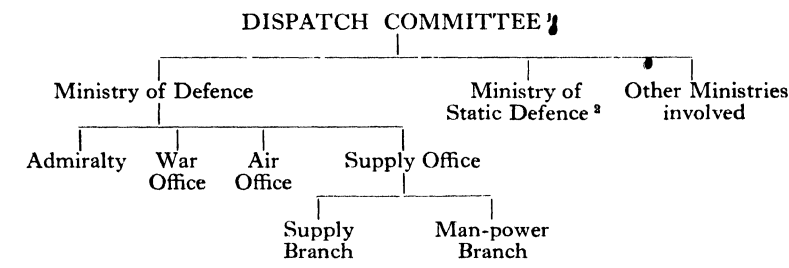 DISPATCH COMMITTEE
Ministry of Defence
Ministry of
Static Defence ²
Other Ministries
involved
Admiralty
War
Office
Air
Office
Supply Office
Supply
Branch
Man-power
Branch